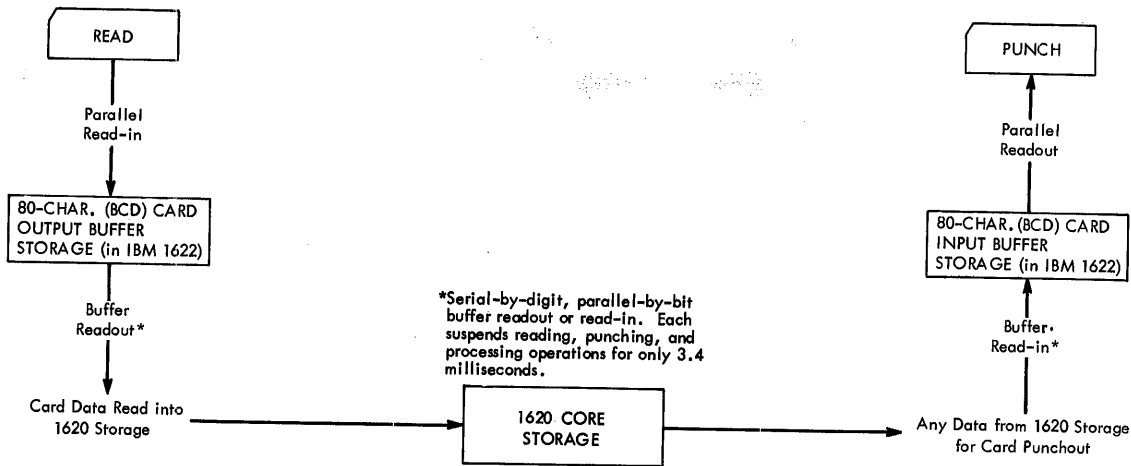 READ
Parallel
Read-in
80-CHAR. (BCD) CARD
OUTPUT BUFFER
STORAGE (in IBM 1622)
Buffer
Readout*
Card Data Read into
1620 Storage
*Serial-by-digit, parallel-by-bit
buffer readout or read-in. Each
suspends reading, punching, and
processing operations for only 3.4
milliseconds.
1620 CORE
STORAGE
PUNCH
Parallel
Readout
80-CHAR. (BCD) CARD
INPUT BUFFER
STORAGE (in IBM 1622)
Buffer
Read-in*
Any Data from 1620 Storage
for Card Punchout